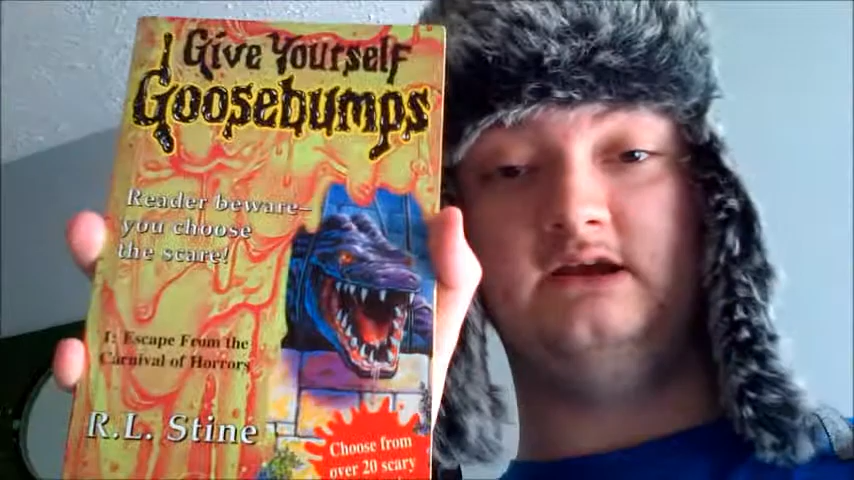 Give Yourself
Goosebumps
Reader beware–
you choose
the scare!
1: Escape From the
Carnival of Horrors
R.L. Stine
Choose from
over 20 scary